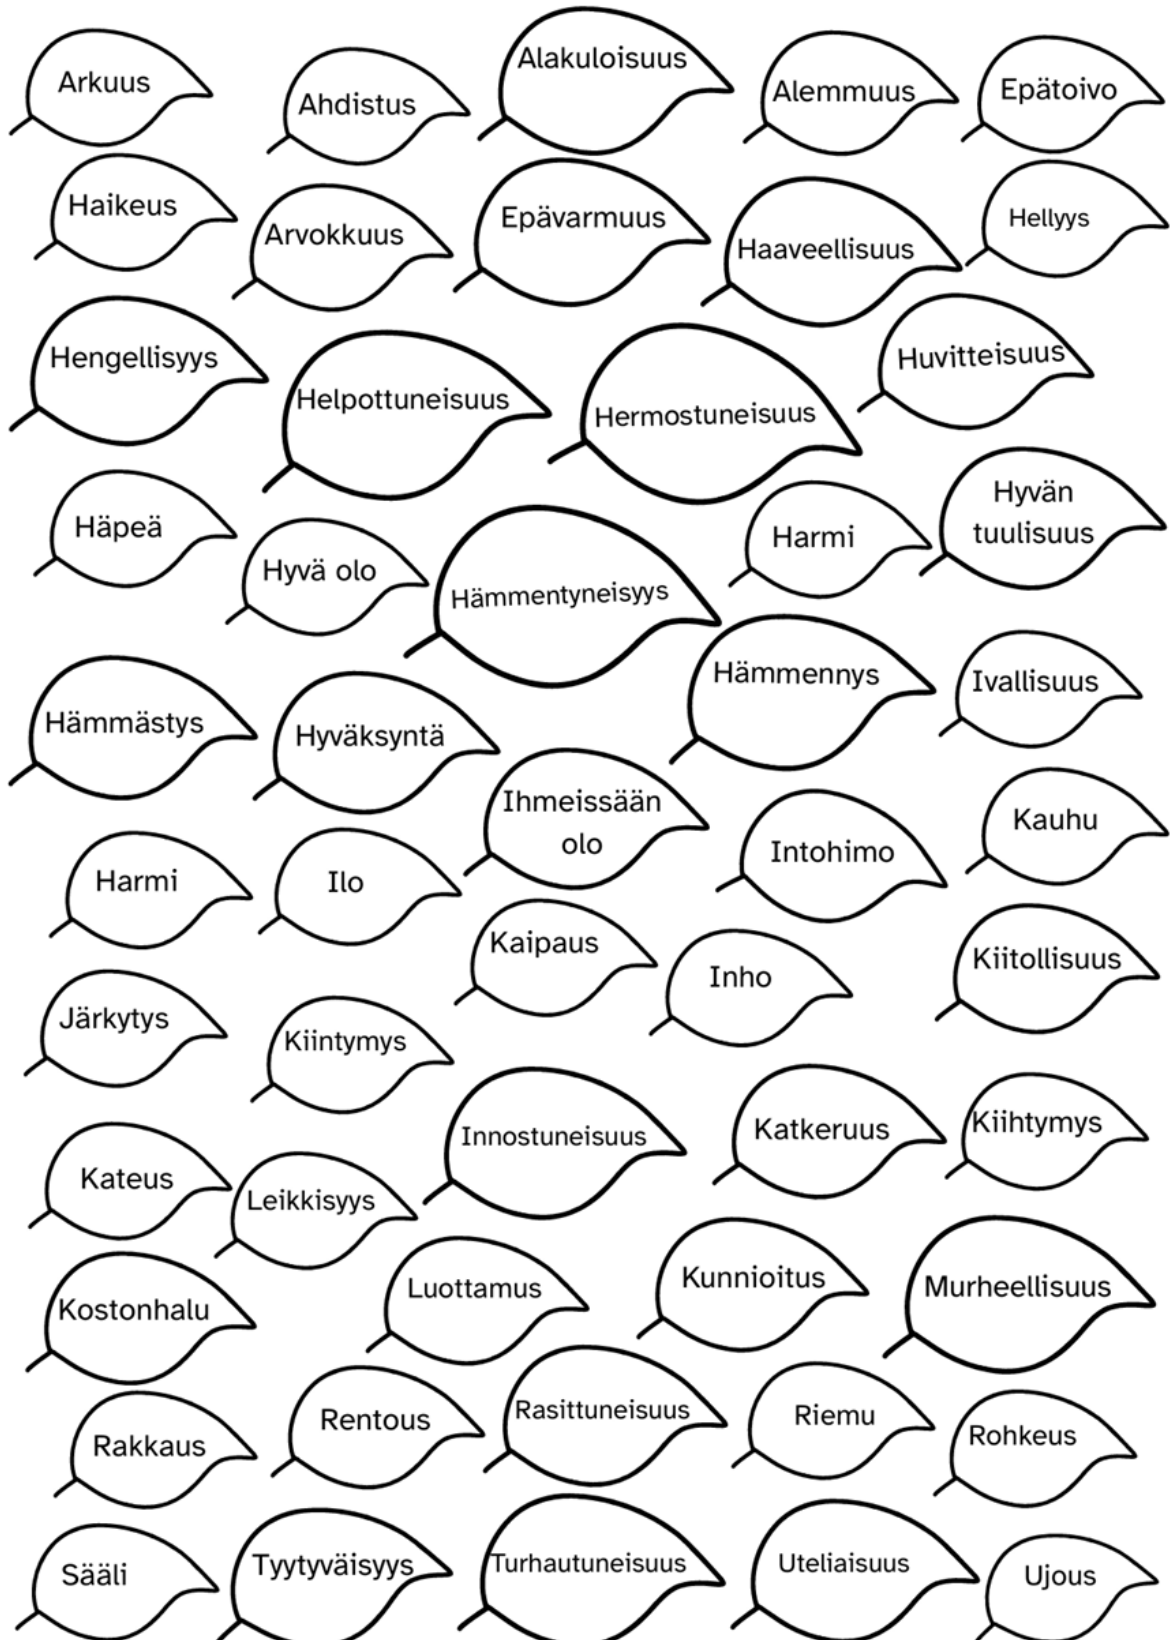 Arkuus
Ahdistus
Alakuloisuus
Alemmuus
Epätoivo
Haikeus
Arvokkuus
Epävarmuus
Haaveellisuus
Hellyys
Hengellisyys
Helpottuneisuus
Hermostuneisuus
Huvitteisuus
Häpeä
Hyvä olo
Hämmentyneisyys
Harmi
Hyvän
tuulisuus
Hämmästys
Hyväksyntä
Hämmennys
Ivallisuus
Ihmeissään
olo
Intohimo
Kauhu
Harmi
Ilo
Kaipaus
Inho
Kiitollisuus
Järkytys
Kiintymys
Innostuneisuus
Katkeruus
Kiihtymys
Kateus
Leikkisyys
Luottamus
Kunnioitus
Murheellisuus
Kostonhalu
Rakkaus
Rentous
Rasittuneisuus
Riemu
Rohkeus
Sääli
Tyytyväisyys
Turhautuneisuus
Uteliaisuus
Ujous